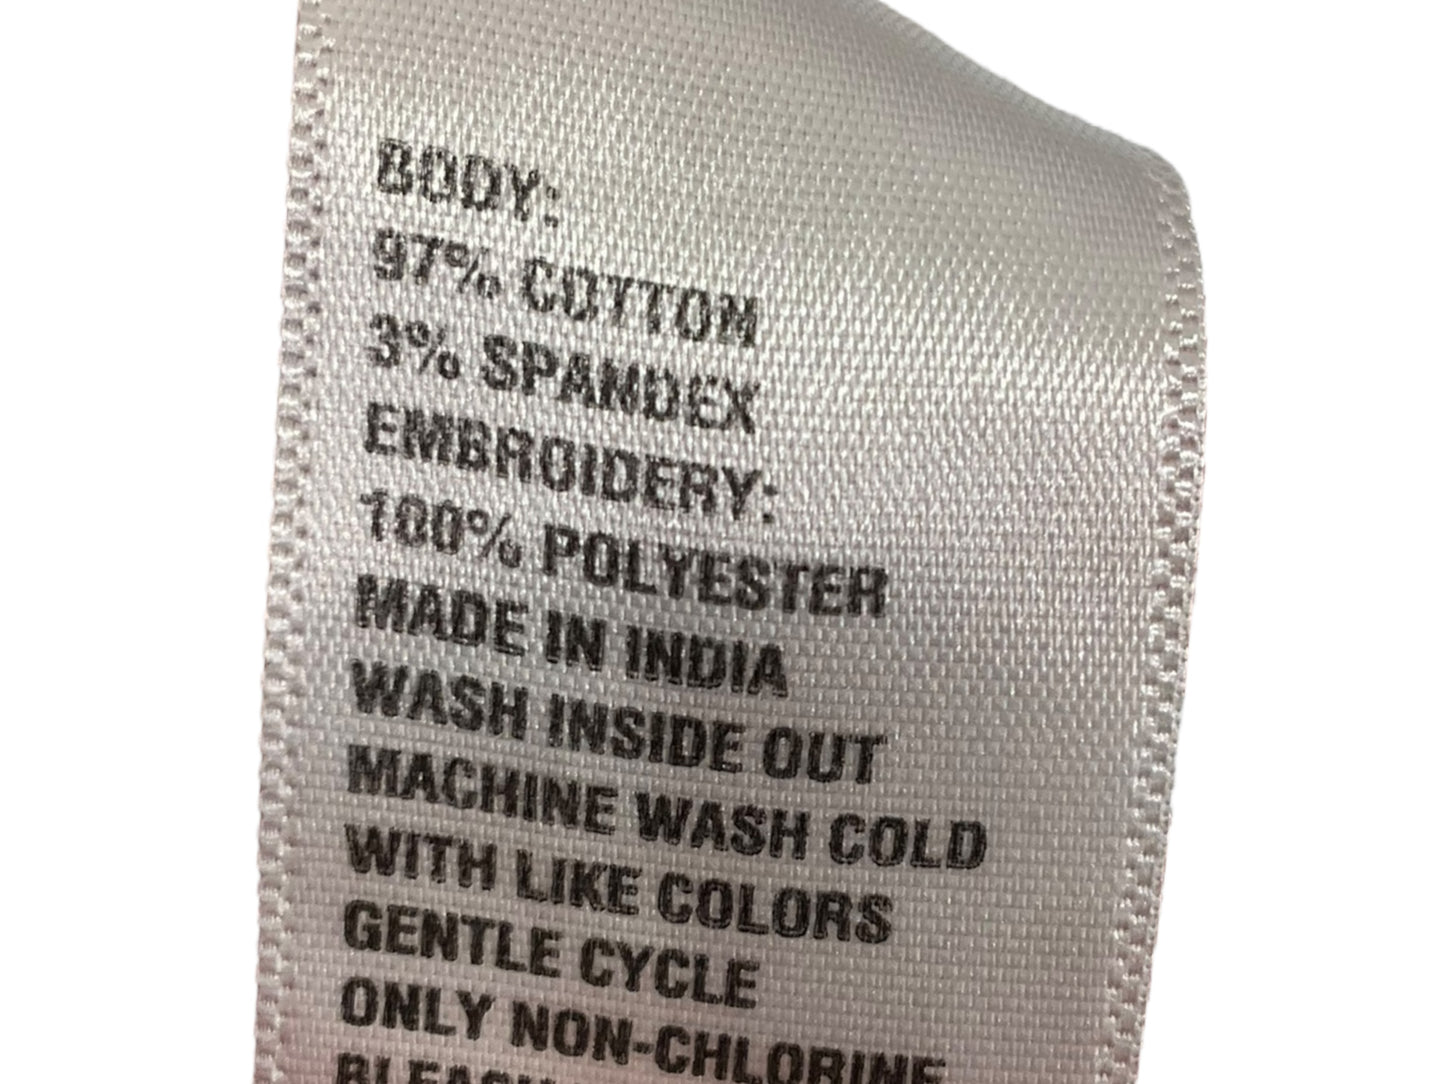 BODY:
97% COTTON
3% SPANDEX
EMBROIDERY:
100% POLYESTER
MADE IN INDIA
WASH INSIDE OUT
MACHINE WASH COLD
WITH LIKE COLORS
GENTLE CYCLE
ONLY NON-CHLORINE
BLEACH